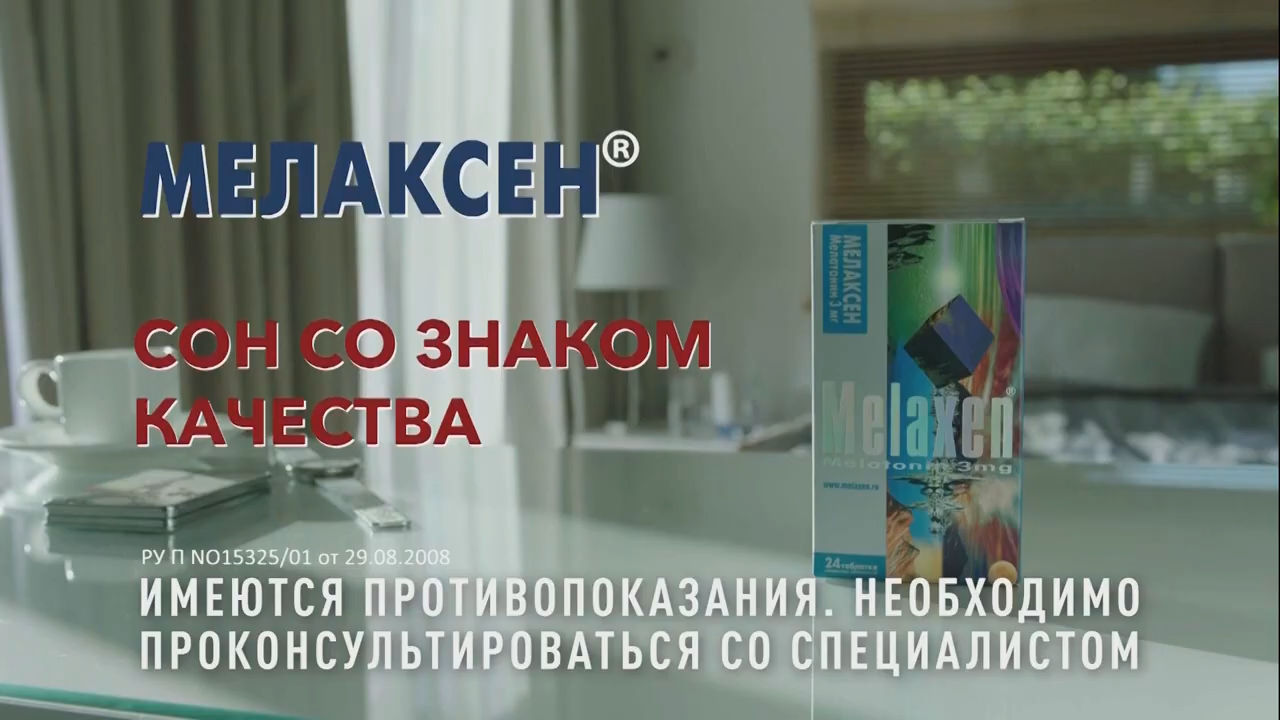 МЕЛАКСЕН®
СОН СО ЗНАКОМ
КАЧЕСТВА
МЕЛАКСЕН
Мелатонин 3 мг
Melaxen®
Melatonin 3mg
www.melaxen.ru
24 таблетки
РУ П NO15325/01 от 29.08.2008
ИМЕЮТСЯ ПРОТИВОПОКАЗАНИЯ. НЕОБХОДИМО
ПРОКОНСУЛЬТИРОВАТЬСЯ СО СПЕЦИАЛИСТОМ